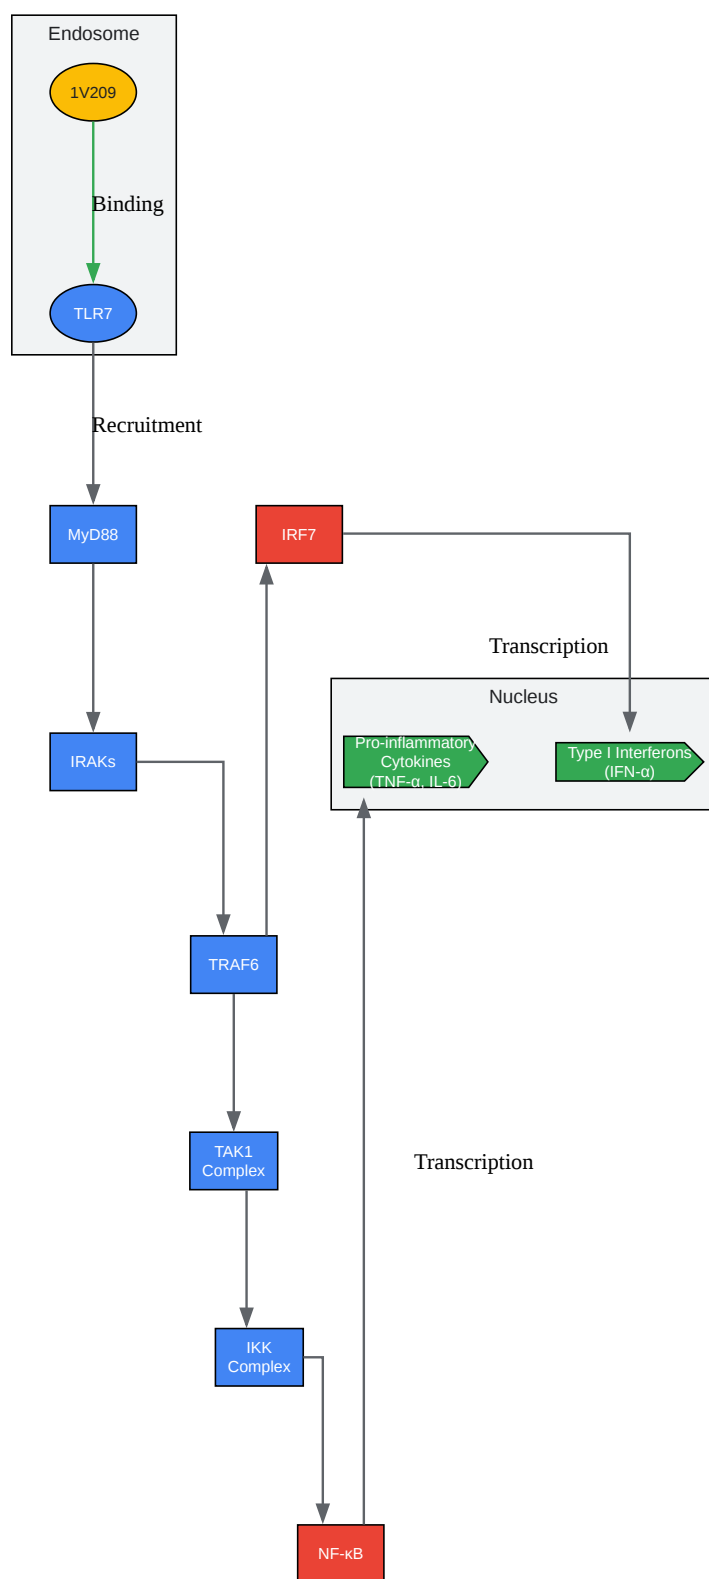 Endosome
1V209
Binding
TLR7
Recruitment
MyD88
IRF7
Transcription
Nucleus
Pro-inflammatory
Cytokines
(TNF-α, IL-6)
Type I Interferons
(IFN-α)
IRAKs
TRAF6
TAK1
Complex
Transcription
IKK
Complex
NF-κB